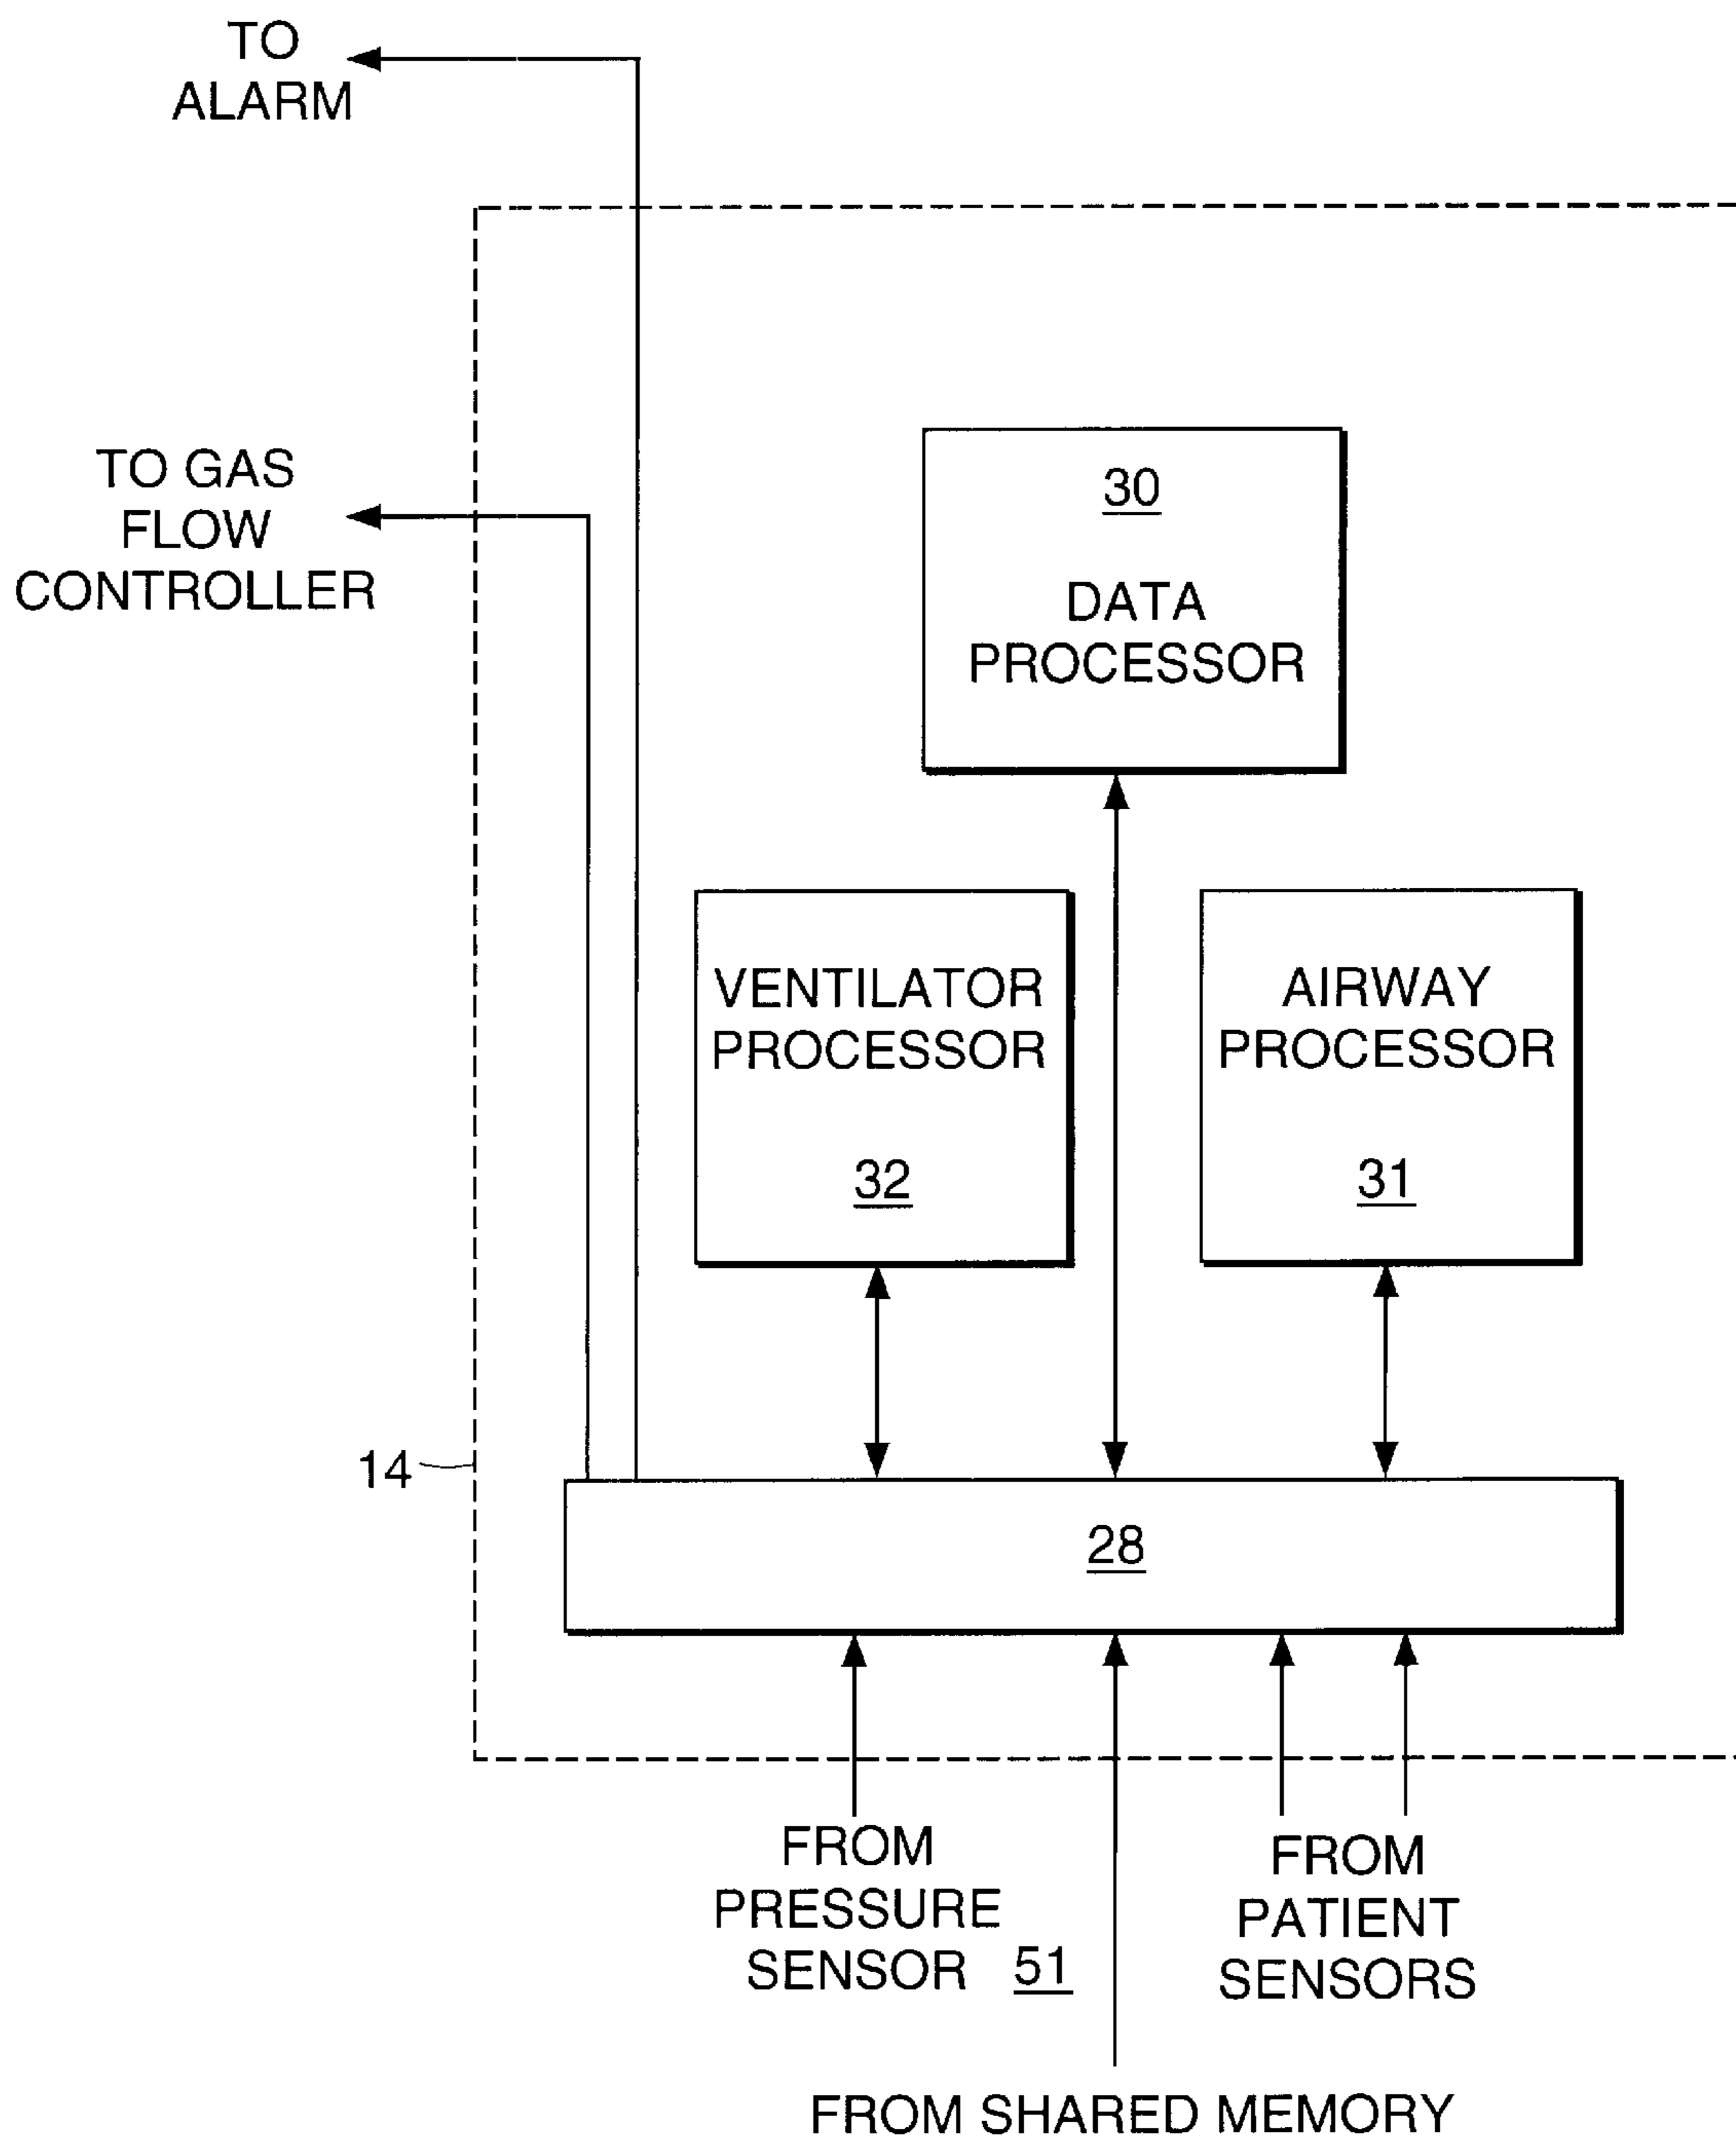 TO
ALARM
TO GAS
FLOW
CONTROLLER
30
DATA
PROCESSOR
VENTILATOR
PROCESSOR
32
AIRWAY
PROCESSOR
31
14
28
FROM
PRESSURE
SENSOR 51
FROM
PATIENT
SENSORS
FROM SHARED MEMORY